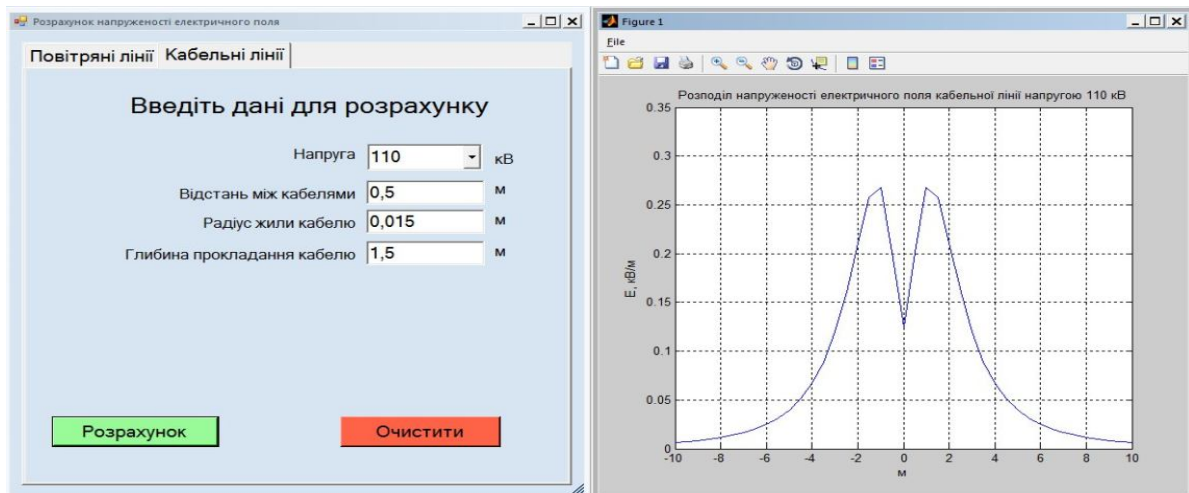 Розрахунок напруженості електричного поля
Повітряні лінії Кабельні лінії
Введіть дані для розрахунку
Напруга 110 кВ
Відстань між кабелями 0,5 м
Радіус жили кабелю 0,015 м
Глибина прокладання кабелю 1,5 м
Розрахунок Очистити
Figure 1
File
Розподіл напруженості електричного поля кабельної лінії напругою 110 кВ
0.35
0.3
0.25
0.2
0.15
0.1
0.05
0
E, кВ/м
-10 -8 -6 -4 -2 0 2 4 6 8 10
м